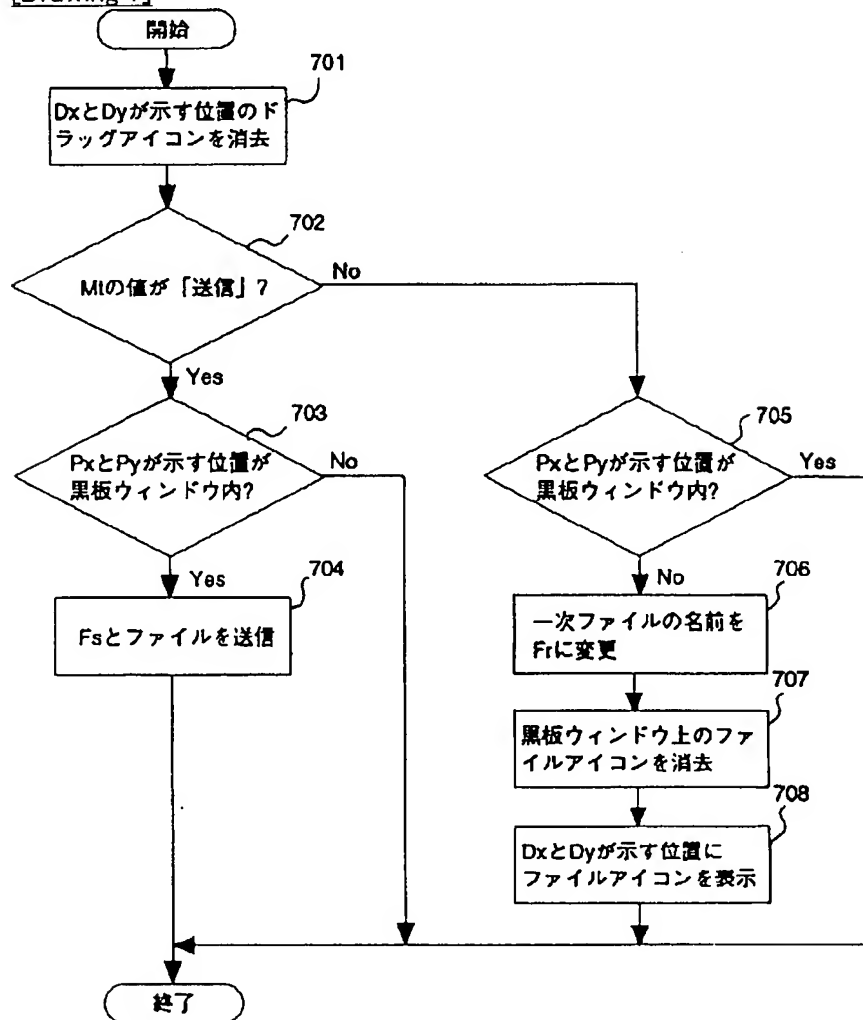 開始
701
DxとDyが示す位置のド
ラッグアイコンを消去
702
Mtの値が「送信」?
No
Yes
703
PxとPyが示す位置が
黒板ウィンドウ内?
No
Yes
704
Fsとファイルを送信
705
PxとPyが示す位置が
黒板ウィンドウ内?
Yes
No
706
一次ファイルの名前を
Frに変更
707
黒板ウィンドウ上のファ
イルアイコンを消去
708
DxとDyが示す位置に
ファイルアイコンを表示
終了